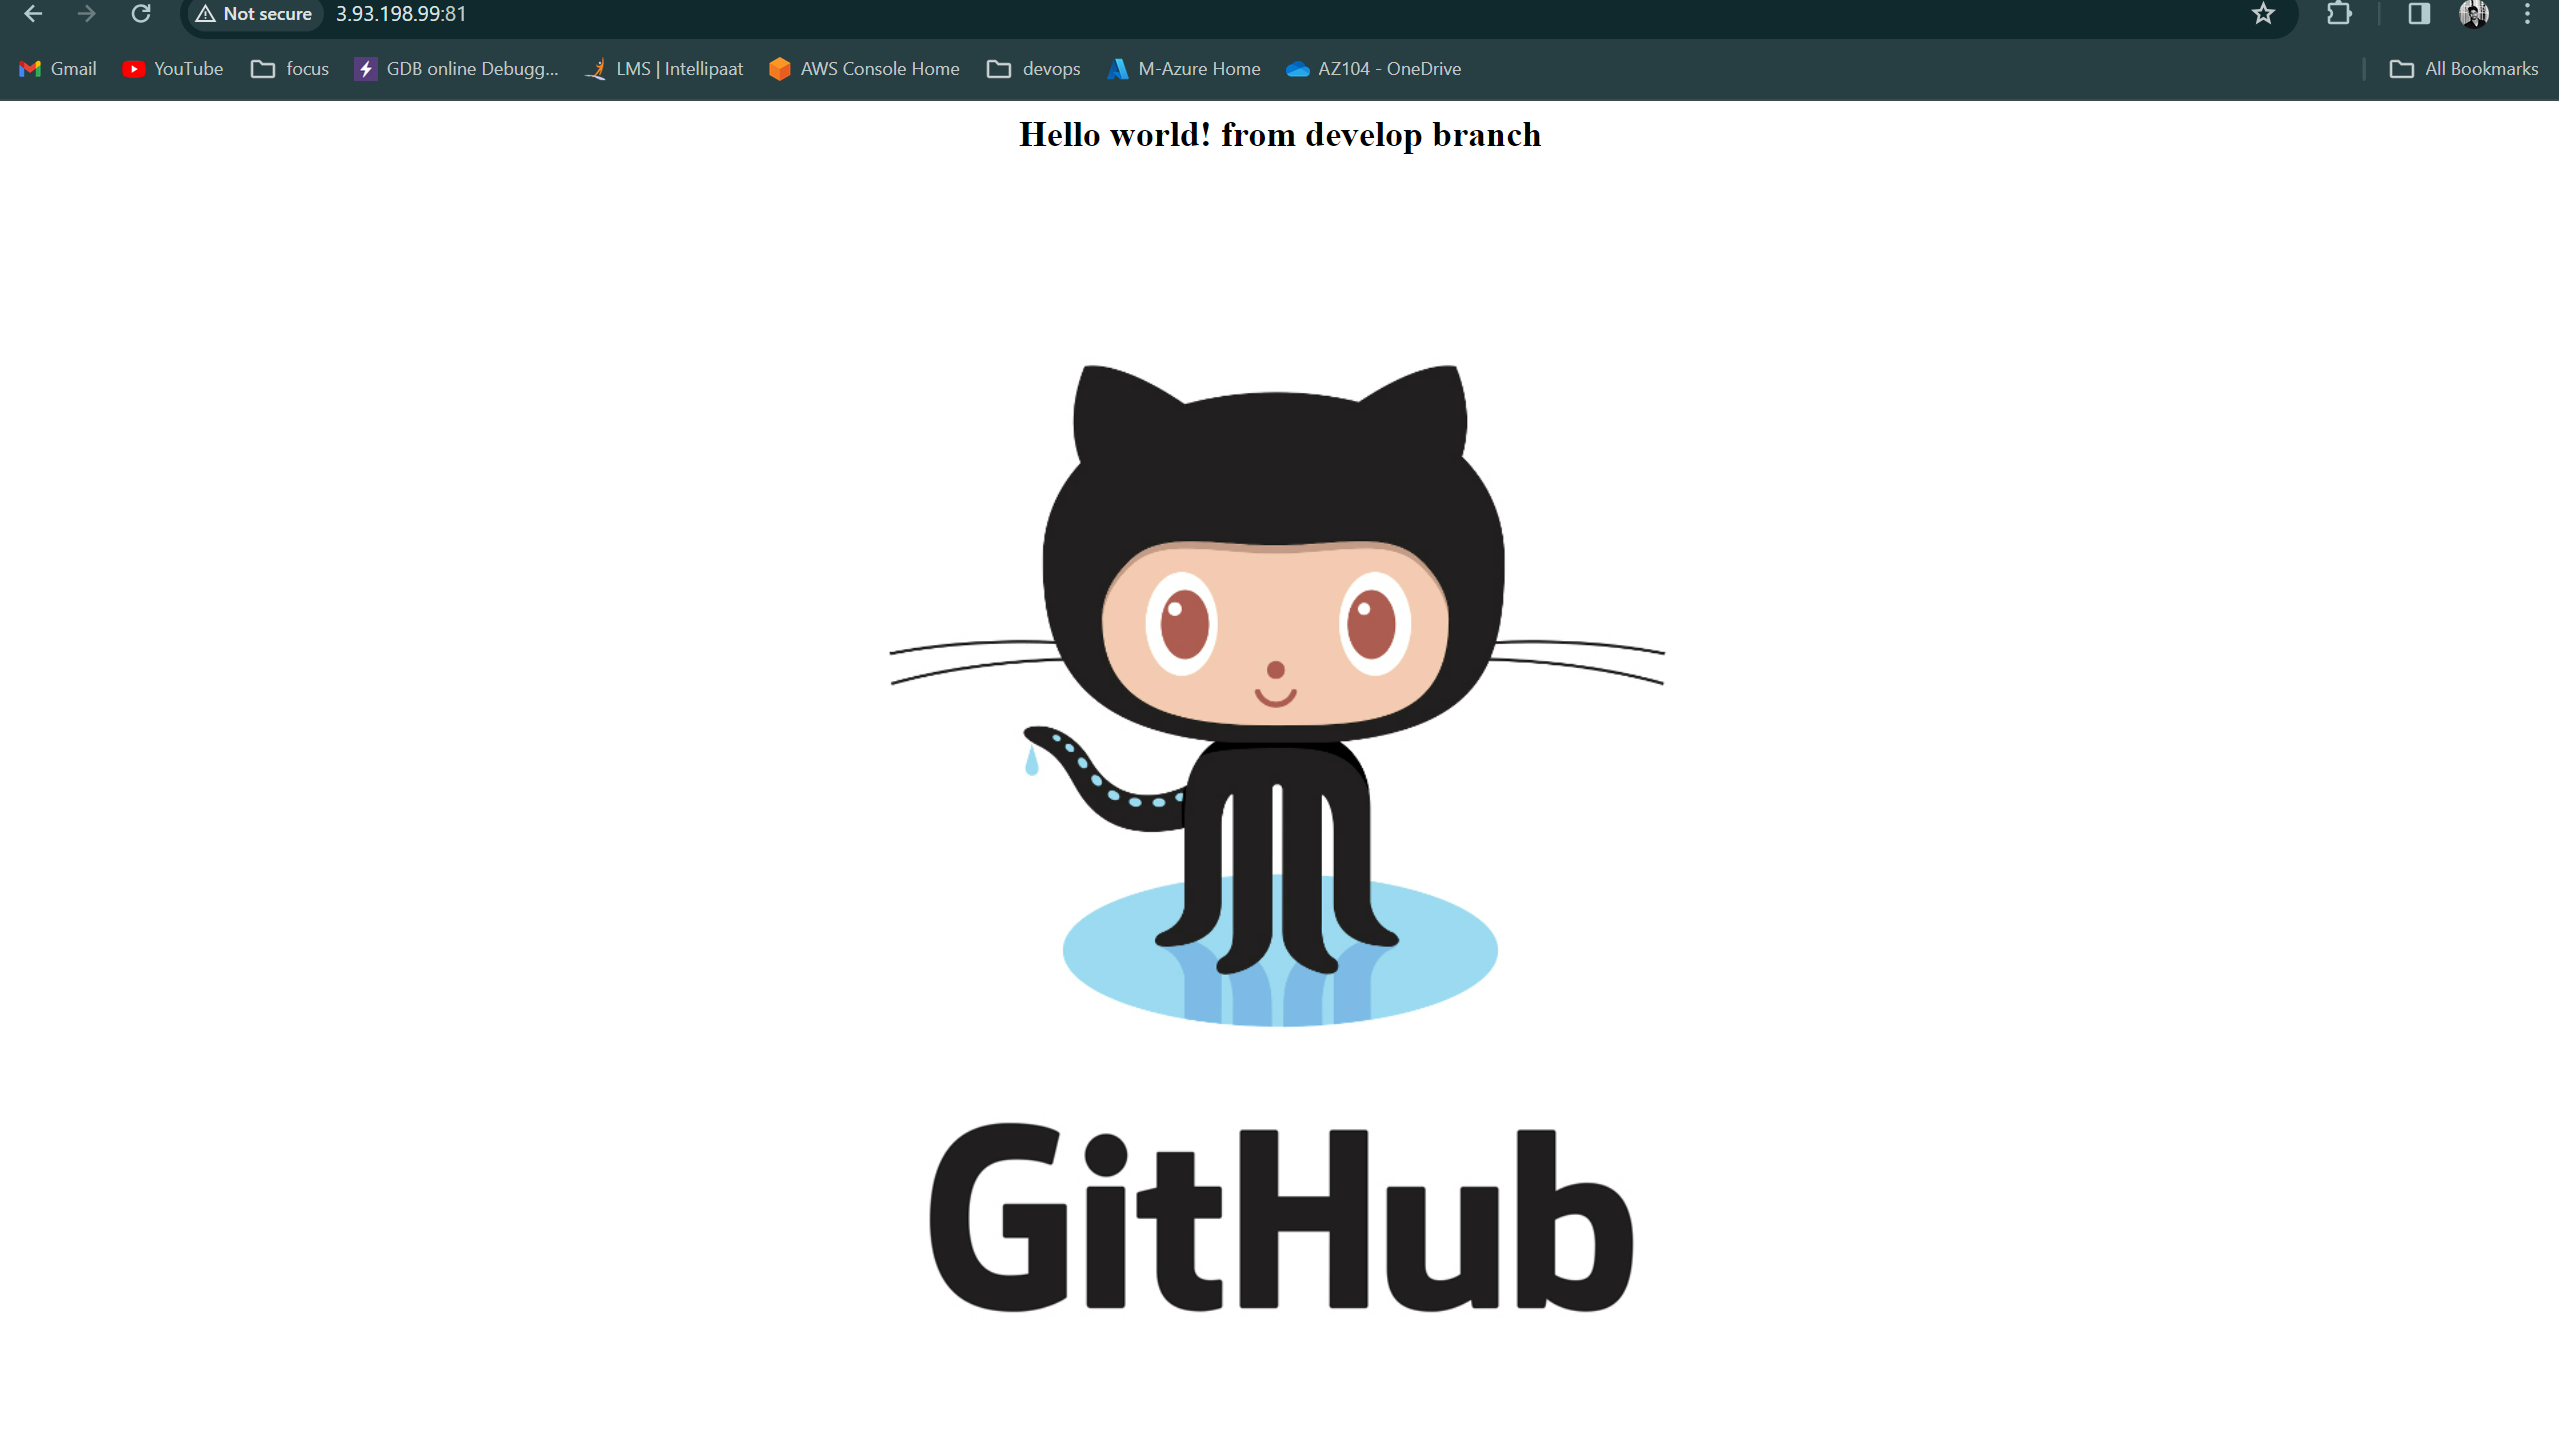 Not secure 3.93.198.99:81
Gmail YouTube focus GDB online Debugg... LMS | Intellipaat AWS Console Home devops M-Azure Home AZ104 - OneDrive All Bookmarks
Hello world! from develop branch
GitHub